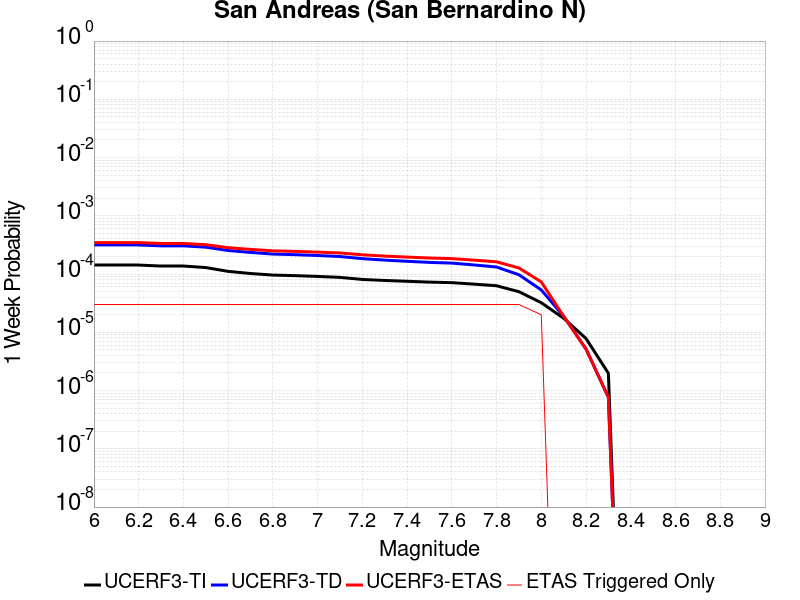 San Andreas (San Bernardino N)
10^0
10^-1
10^-2
10^-3
10^-4
10^-5
10^-6
10^-7
10^-8
1 Week Probability
6 6.2 6.4 6.6 6.8 7 7.2 7.4 7.6 7.8 8 8.2 8.4 8.6 8.8 9
Magnitude
UCERF3-TI UCERF3-TD UCERF3-ETAS ETAS Triggered Only